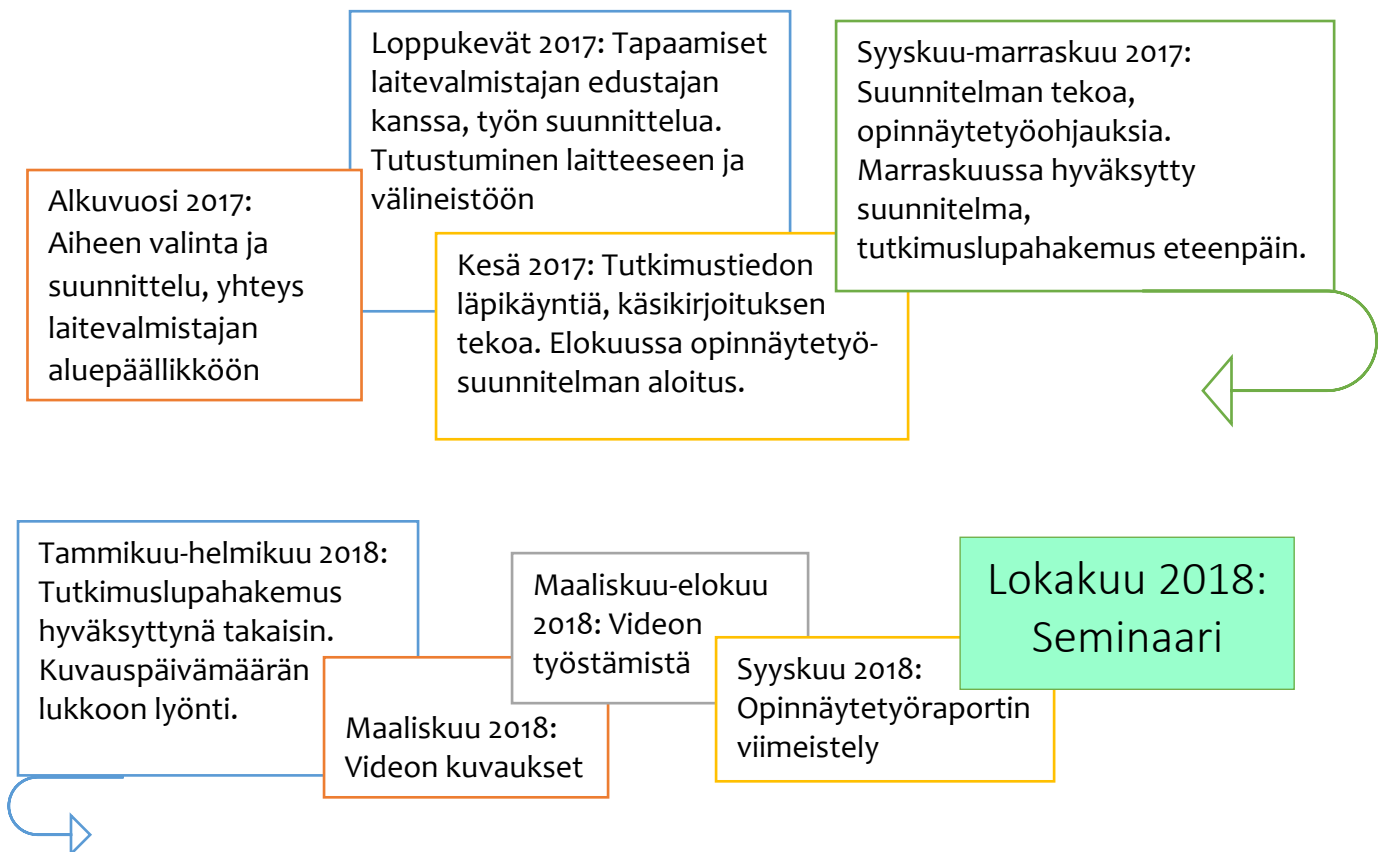 Alkuvuosi 2017:
Aiheen valinta ja
suunnittelu, yhteys
laitevalmistajan
aluepäällikköön
Loppukevät 2017: Tapaamiset
laitevalmistajan edustajan
kanssa, työn suunnittelua.
Tutustuminen laitteeseen ja
välineistöön
Kesä 2017: Tutkimustiedon
läpikäyntiä, käsikirjoituksen
tekoa. Elokuussa opinnäytetyö-
suunnitelman aloitus.
Syyskuu-marraskuu 2017:
Suunnitelman tekoa,
opinnäytetyöohjauksia.
Marraskuussa hyväksytty
suunnitelma,
tutkimuslupahakemus eteenpäin.
Tammikuu-helmikuu 2018:
Tutkimuslupahakemus
hyväksyttynä takaisin.
Kuvauspäivämäärän
lukkoon lyönti.
Maaliskuu 2018:
Videon kuvaukset
Maaliskuu-elokuu
2018: Videon
työstämistä
Syyskuu 2018:
Opinnäytetyöraportin
viimeistely
Lokakuu 2018:
Seminaari